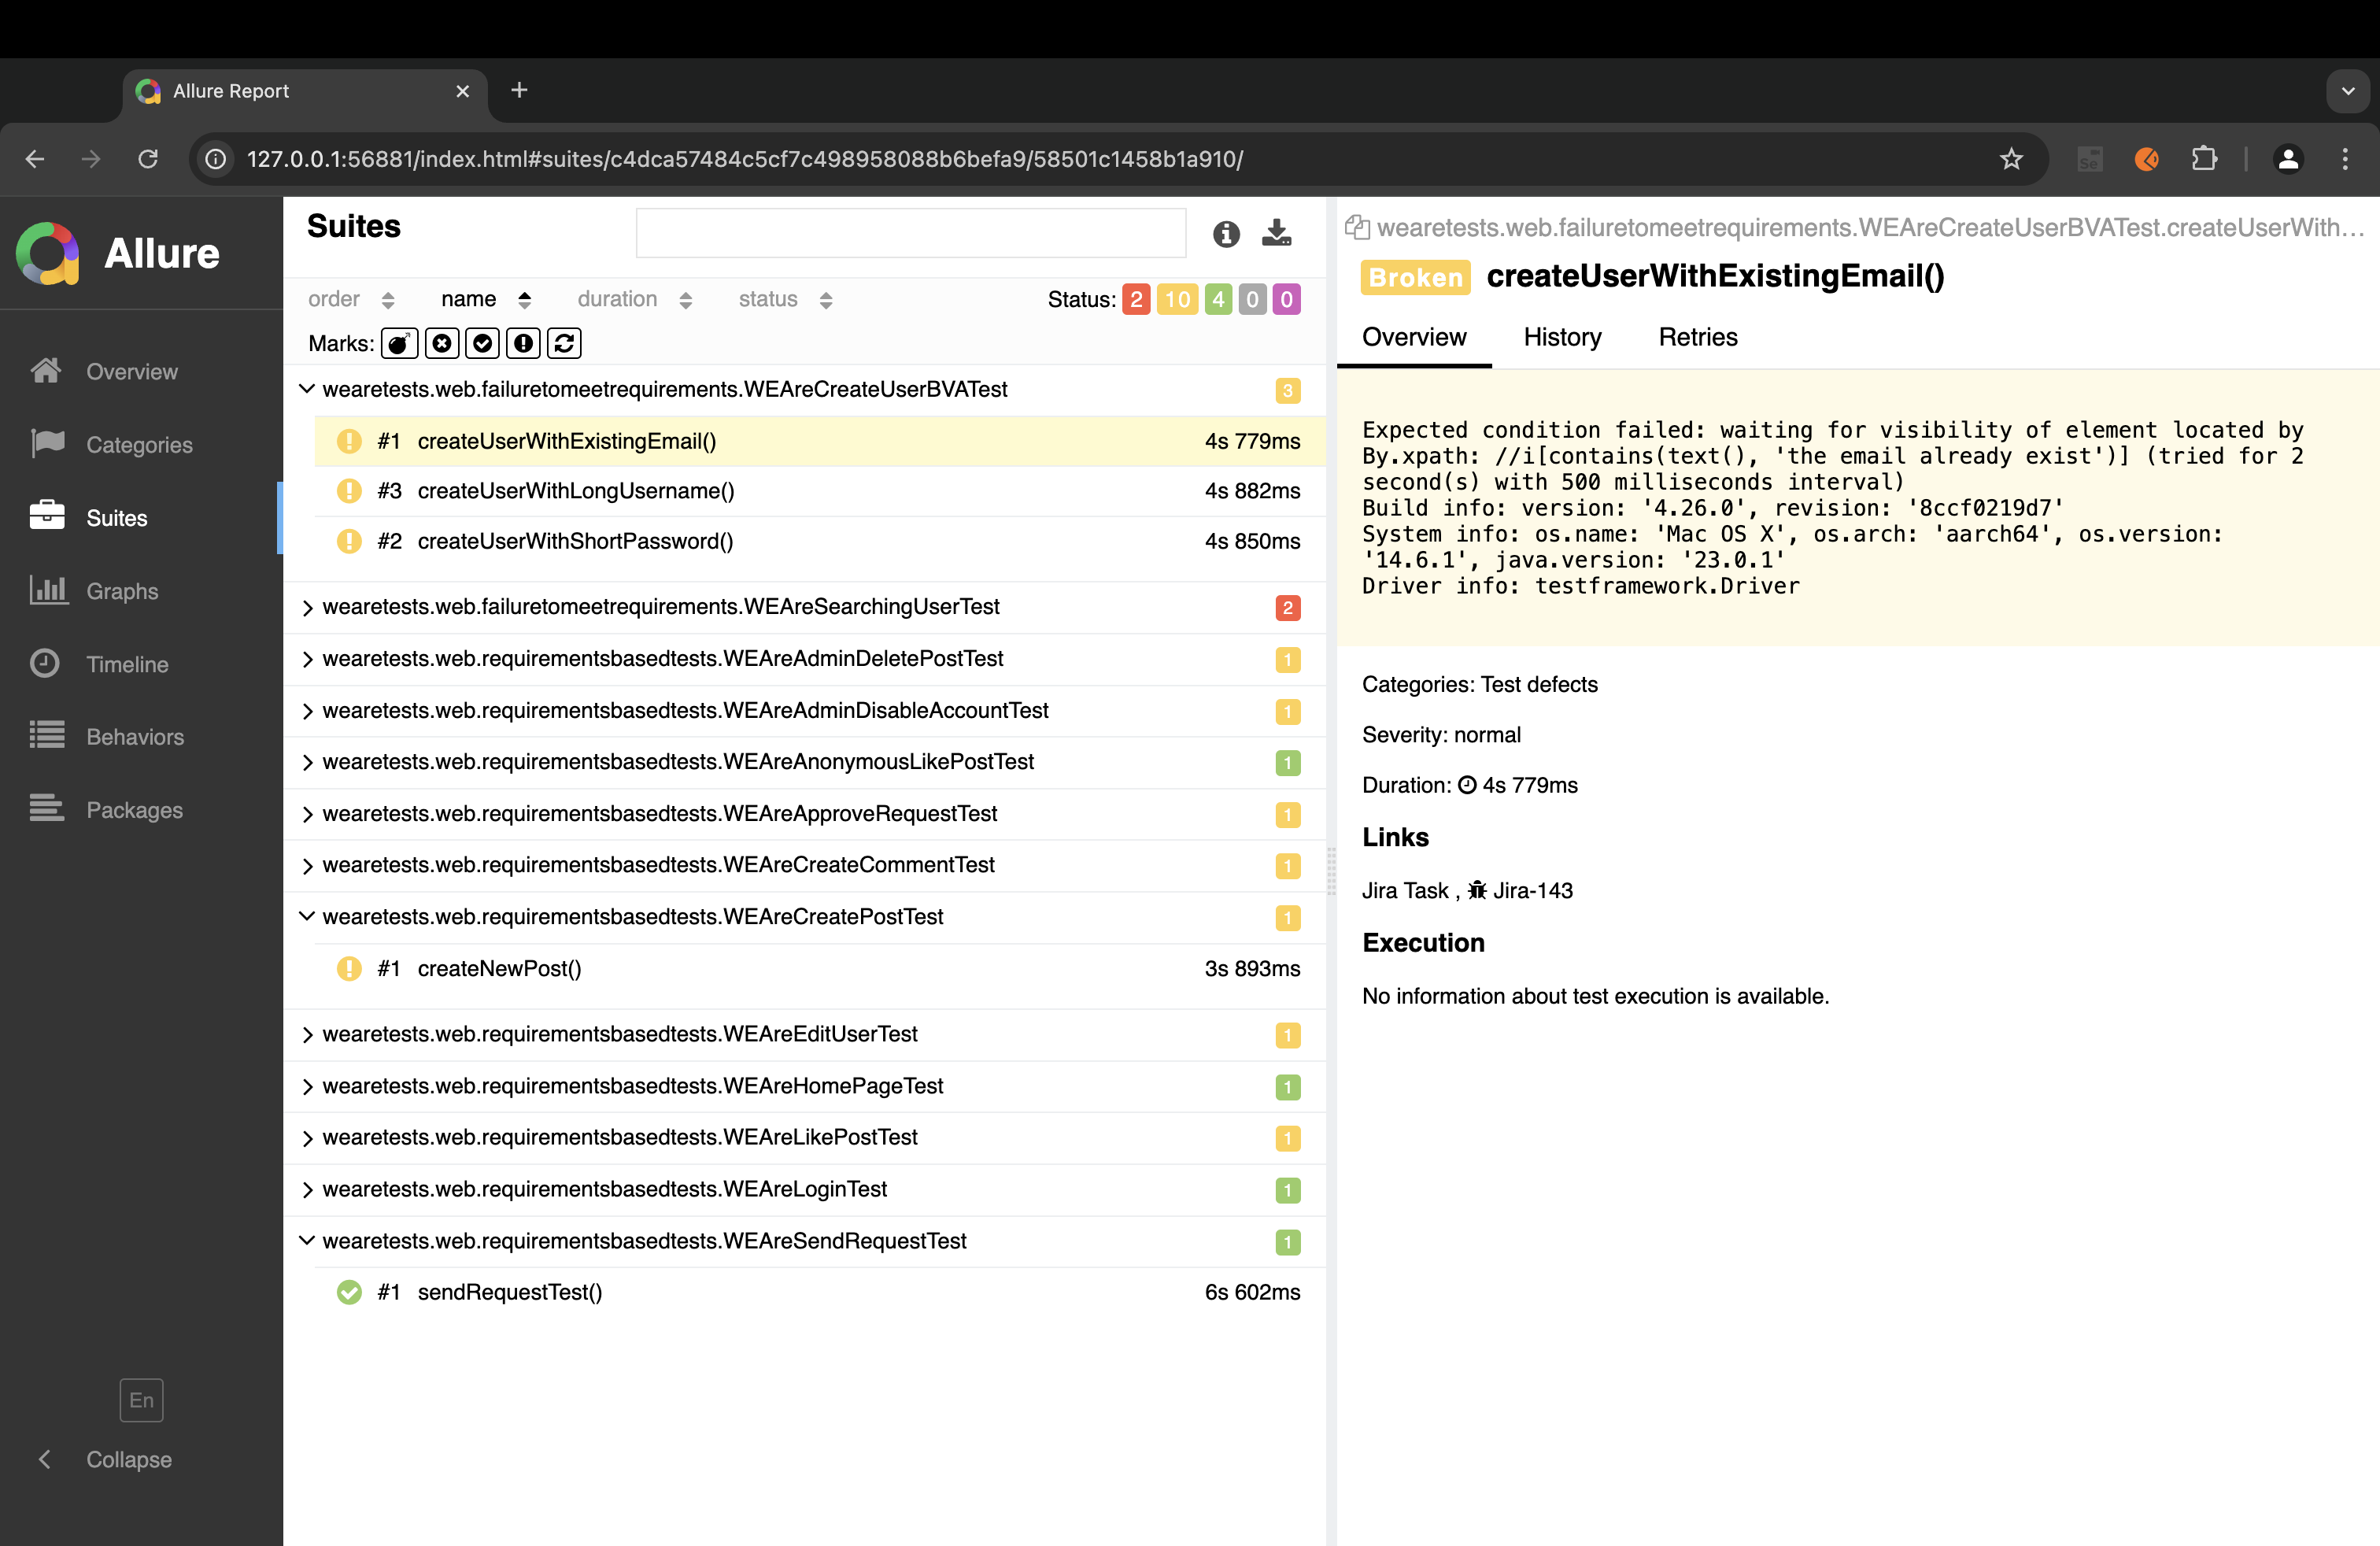 Allure Report
127.0.0.1:56881/index.html#suites/c4dca57484c5cf7c498958088b6befa9/58501c1458b1a910/
Se
Allure
Overview
Categories
Suites
Graphs
Timeline
Behaviors
Packages
En
Collapse
Suites
order name duration status Status: 2 10 4 0 0
Marks:
wearetests.web.failuretomeetrequirements.WEAreCreateUserBVATest 3
#1 createUserWithExistingEmail() 4s 779ms
#3 createUserWithLongUsername() 4s 882ms
#2 createUserWithShortPassword() 4s 850ms
wearetests.web.failuretomeetrequirements.WEAreSearchingUserTest 2
wearetests.web.requirementsbasedtests.WEAreAdminDeletePostTest 1
wearetests.web.requirementsbasedtests.WEAreAdminDisableAccountTest 1
wearetests.web.requirementsbasedtests.WEAreAnonymousLikePostTest 1
wearetests.web.requirementsbasedtests.WEAreApproveRequestTest 1
wearetests.web.requirementsbasedtests.WEAreCreateCommentTest 1
wearetests.web.requirementsbasedtests.WEAreCreatePostTest 1
#1 createNewPost() 3s 893ms
wearetests.web.requirementsbasedtests.WEAreEditUserTest 1
wearetests.web.requirementsbasedtests.WEAreHomePageTest 1
wearetests.web.requirementsbasedtests.WEAreLikePostTest 1
wearetests.web.requirementsbasedtests.WEAreLoginTest 1
wearetests.web.requirementsbasedtests.WEAreSendRequestTest 1
#1 sendRequestTest() 6s 602ms
wearetests.web.failuretomeetrequirements.WEAreCreateUserBVATest.createUserWith...
Broken createUserWithExistingEmail()
Overview History Retries
Expected condition failed: waiting for visibility of element located by
By.xpath: //i[contains(text(), 'the email already exist')] (tried for 2
second(s) with 500 milliseconds interval)
Build info: version: '4.26.0', revision: '8ccf0219d7'
System info: os.name: 'Mac OS X', os.arch: 'aarch64', os.version:
'14.6.1', java.version: '23.0.1'
Driver info: testframework.Driver
Categories: Test defects
Severity: normal
Duration: 4s 779ms
Links
Jira Task , Jira-143
Execution
No information about test execution is available.